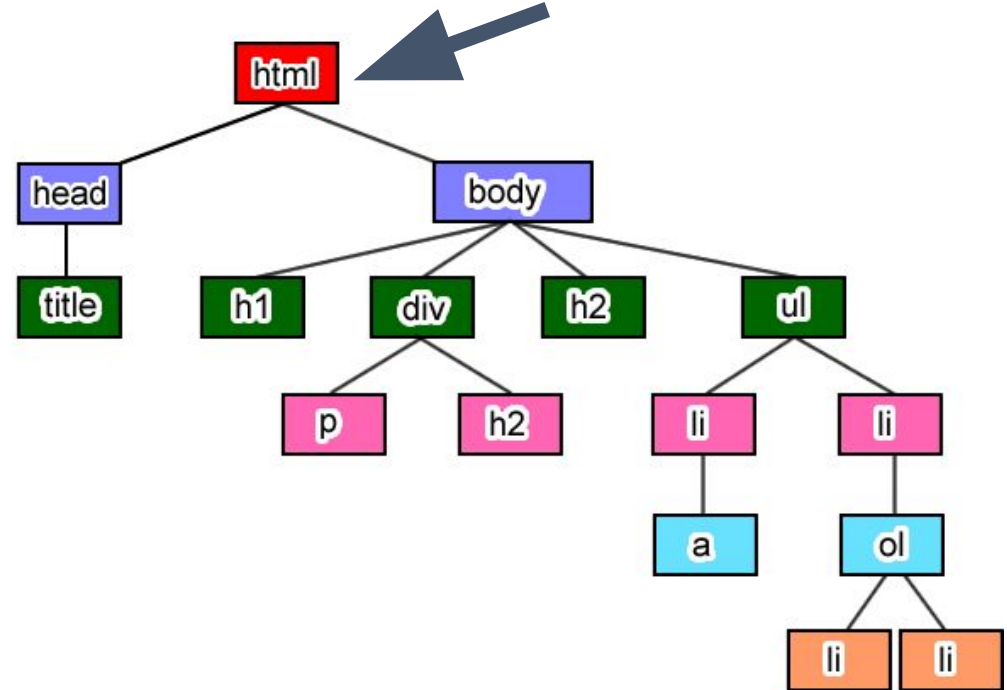 html
head body
title h1 div h2 ul
p h2 li li
a ol
li li